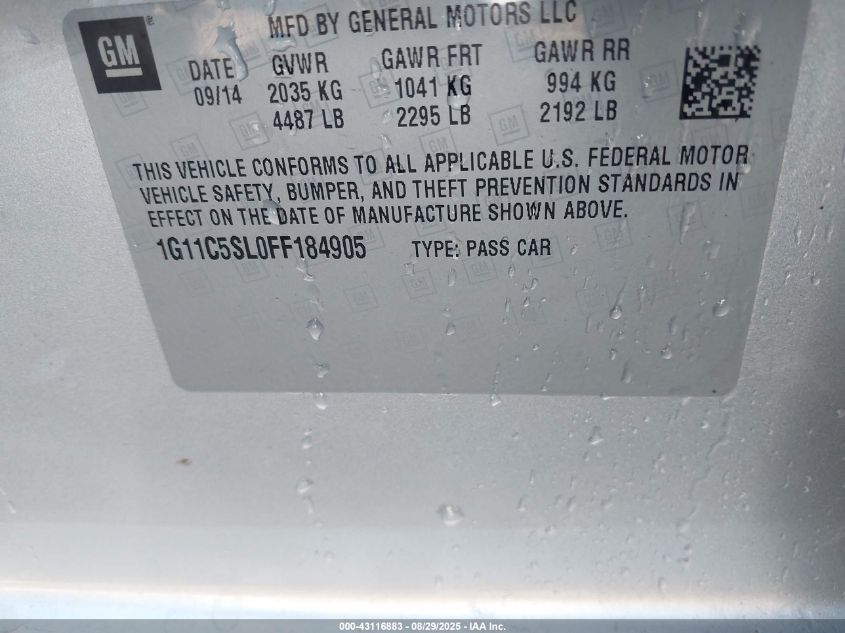 GM
MFD BY GENERAL MOTORS LLC
DATE GVWR GAWR FRT GAWR RR
09/14 2035 KG 1041 KG 994 KG
4487 LB 2295 LB 2192 LB
THIS VEHICLE CONFORMS TO ALL APPLICABLE U.S. FEDERAL MOTOR
VEHICLE SAFETY, BUMPER, AND THEFT PREVENTION STANDARDS IN
EFFECT ON THE DATE OF MANUFACTURE SHOWN ABOVE.
1G11C5SL0FF184905 TYPE: PASS CAR
000-43116883 - 08/29/2025 - IAA Inc.